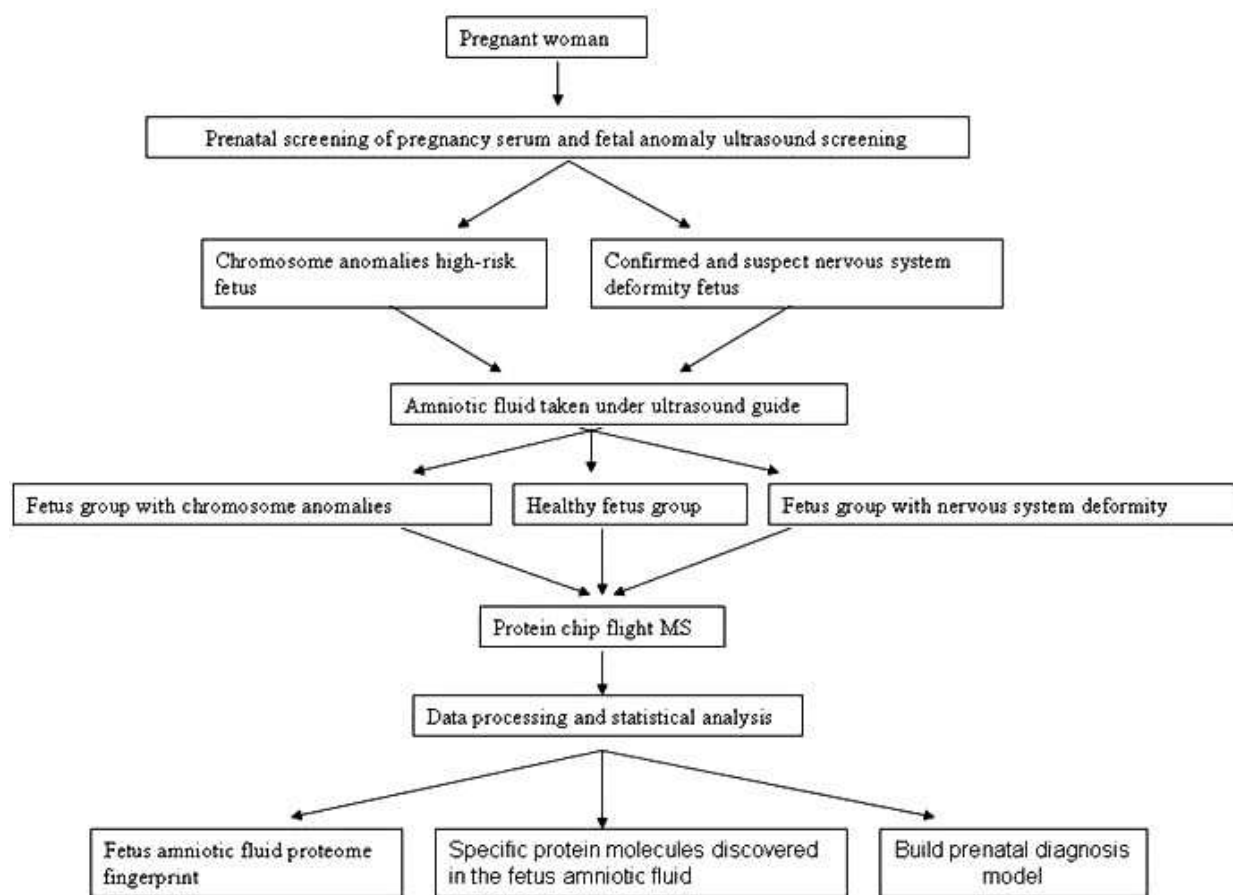 Pregnant woman
Prenatal screening of pregnancy serum and fetal anomaly ultrasound screening
Chromosome anomalies high-risk
fetus
Confirmed and suspect nervous system
deformity fetus
Amniotic fluid taken under ultrasound guide
Fetus group with chromosome anomalies
Healthy fetus group
Fetus group with nervous system deformity
Protein chip flight MS
Data processing and statistical analysis
Fetus amniotic fluid proteome
fingerprint
Specific protein molecules discovered
in the fetus amniotic fluid
Build prenatal diagnosis
model